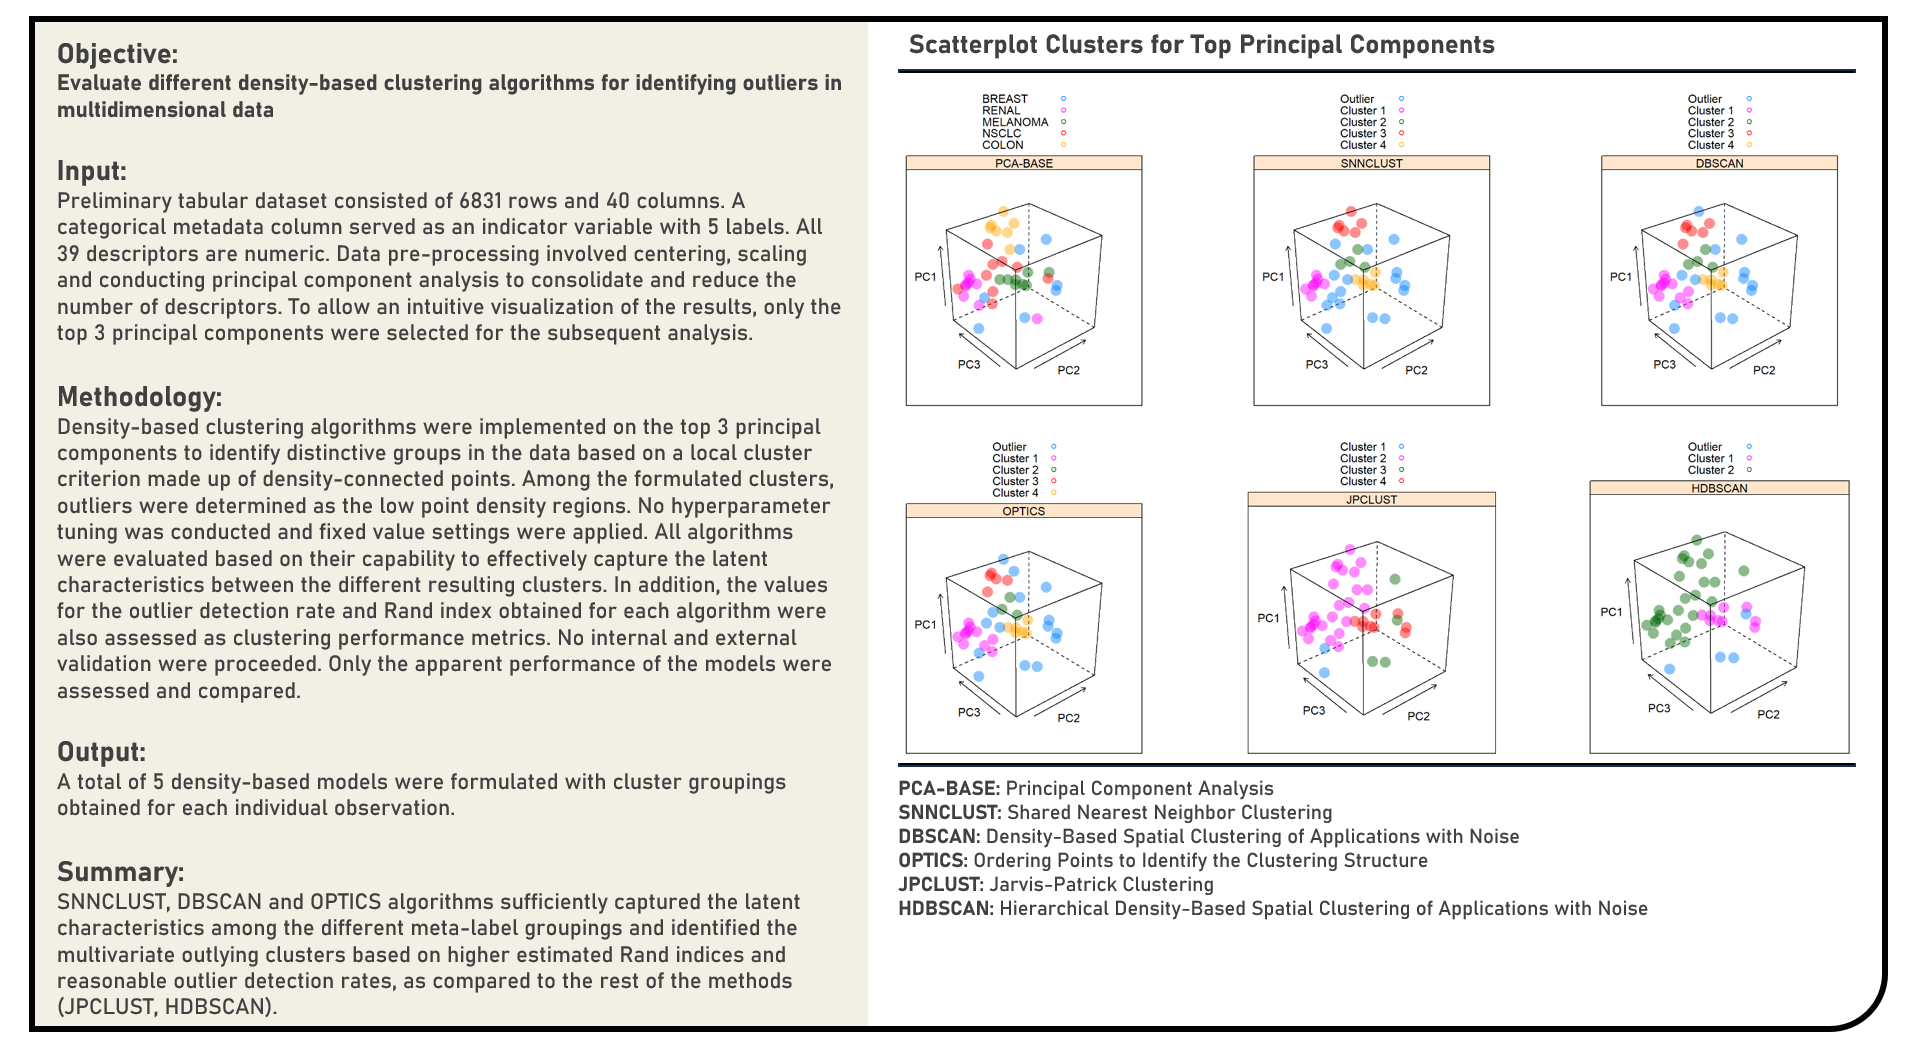 Objective:
Evaluate different density-based clustering algorithms for identifying outliers in
multidimensional data
Input:
Preliminary tabular dataset consisted of 6831 rows and 40 columns. A
categorical metadata column served as an indicator variable with 5 labels. All
39 descriptors are numeric. Data pre-processing involved centering, scaling
and conducting principal component analysis to consolidate and reduce the
number of descriptors. To allow an intuitive visualization of the results, only the
top 3 principal components were selected for the subsequent analysis.
Methodology:
Density-based clustering algorithms were implemented on the top 3 principal
components to identify distinctive groups in the data based on a local cluster
criterion made up of density-connected points. Among the formulated clusters,
outliers were determined as the low point density regions. No hyperparameter
tuning was conducted and fixed value settings were applied. All algorithms
were evaluated based on their capability to effectively capture the latent
characteristics between the different resulting clusters. In addition, the values
for the outlier detection rate and Rand index obtained for each algorithm were
also assessed as clustering performance metrics. No internal and external
validation were proceeded. Only the apparent performance of the models were
assessed and compared.
Output:
A total of 5 density-based models were formulated with cluster groupings
obtained for each individual observation.
Summary:
SNNCLUST, DBSCAN and OPTICS algorithms sufficiently captured the latent
characteristics among the different meta-label groupings and identified the
multivariate outlying clusters based on higher estimated Rand indices and
reasonable outlier detection rates, as compared to the rest of the methods
(JPCLUST, HDBSCAN).
Scatterplot Clusters for Top Principal Components
BREAST
RENAL
MELANOMA
NSCLC
COLON
PCA-BASE
PC1
PC3
PC2
Outlier
Cluster 1
Cluster 2
Cluster 3
Cluster 4
SNNCLUST
PC1
PC3
PC2
Outlier
Cluster 1
Cluster 2
Cluster 3
Cluster 4
DBSCAN
PC1
PC3
PC2
Outlier
Cluster 1
Cluster 2
Cluster 3
Cluster 4
OPTICS
PC1
PC3
PC2
Cluster 1
Cluster 2
Cluster 3
Cluster 4
JPCLUST
PC1
PC3
PC2
Outlier
Cluster 1
Cluster 2
HDBSCAN
PC1
PC3
PC2
PCA-BASE: Principal Component Analysis
SNNCLUST: Shared Nearest Neighbor Clustering
DBSCAN: Density-Based Spatial Clustering of Applications with Noise
OPTICS: Ordering Points to Identify the Clustering Structure
JPCLUST: Jarvis-Patrick Clustering
HDBSCAN: Hierarchical Density-Based Spatial Clustering of Applications with Noise